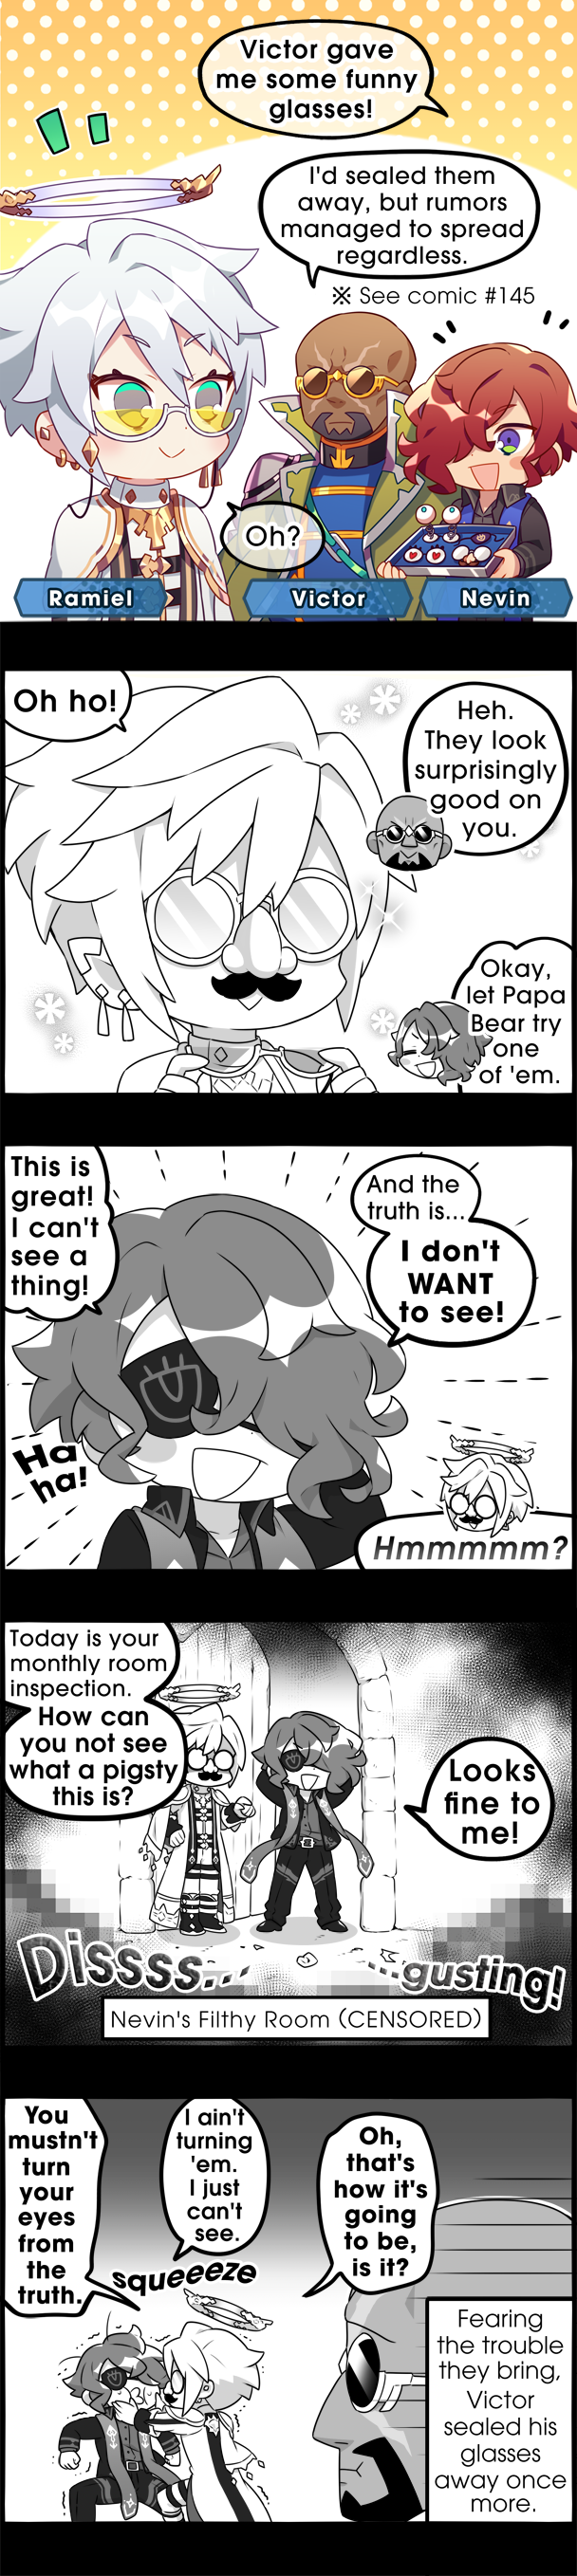 Victor gave
me some funny
glasses!
I'd sealed them
away, but rumors
managed to spread
regardless.
※ See comic #145
Oh?
Ramiel
Victor
Nevin
Oh ho!
Heh.
They look
surprisingly
good on
you.
Okay,
let Papa
Bear try
one
of 'em.
This is
great!
I can't
see a
thing!
And the
truth is...
I don't
WANT
to see!
Ha
ha!
Hmmmmm?
Today is your
monthly room
inspection.
How can
you not see
what a pigsty
this is?
Looks
fine to
me!
Dissss...
...gusting!
Nevin's Filthy Room (CENSORED)
You
mustn't
turn
your
eyes
from
the
truth.
I ain't
turning
'em.
I just
can't
see.
squeeeze
Oh,
that's
how it's
going
to be,
is it?
Fearing
the trouble
they bring,
Victor
sealed his
glasses
away once
more.